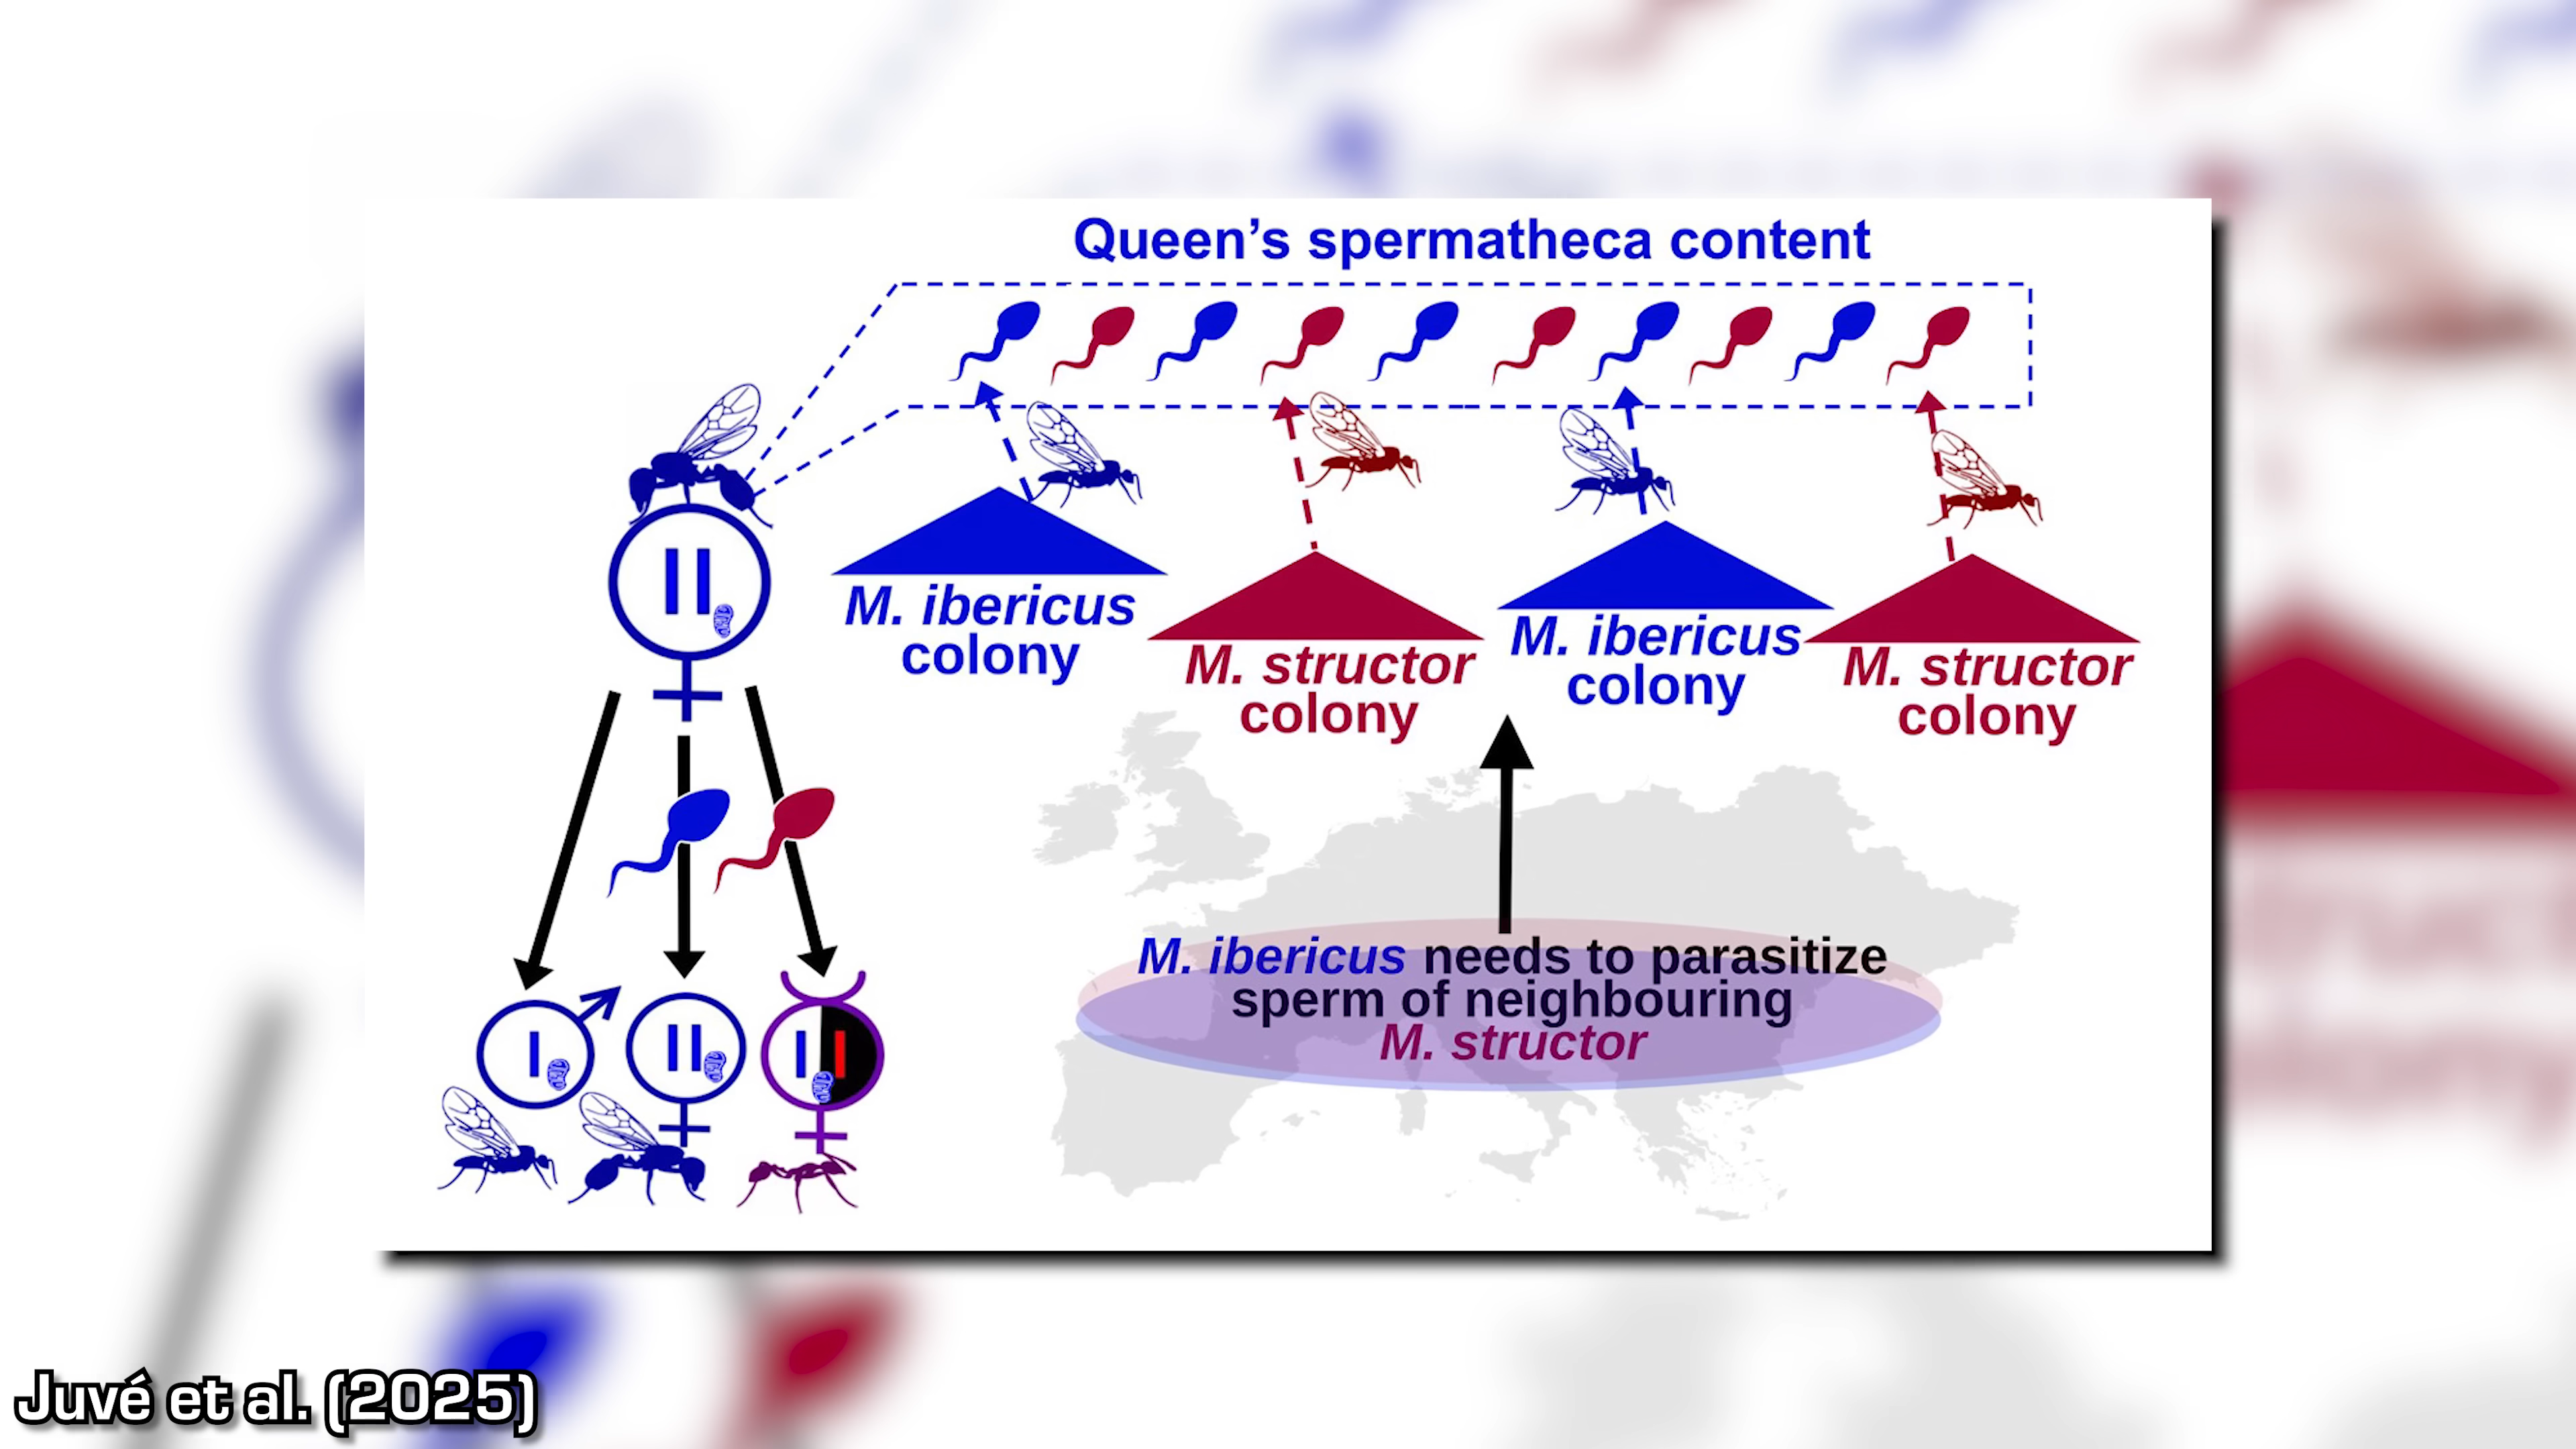 Queen’s spermatheca content
M. ibericus
colony
M. structor
colony
M. ibericus
colony
M. structor
colony
M. ibericus needs to parasitize
sperm of neighbouring
M. structor
Juvé et al. (2025)